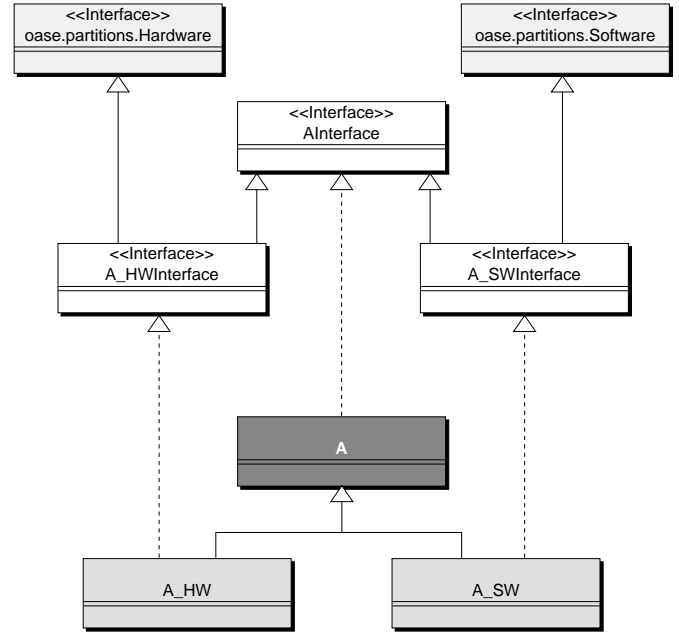 <<Interface>>
oase.partitions.Hardware
<<Interface>>
oase.partitions.Software
<<Interface>>
AInterface
<<Interface>>
A_HWInterface
<<Interface>>
A_SWInterface
A
A_HW
A_SW